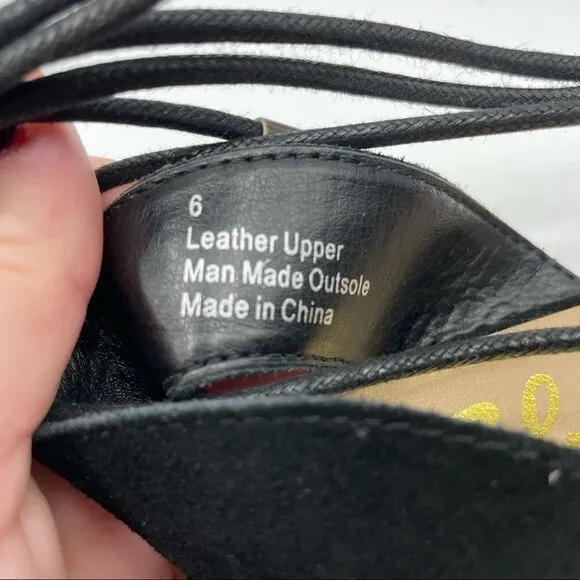 6
Leather Upper
Man Made Outsole
Made in China